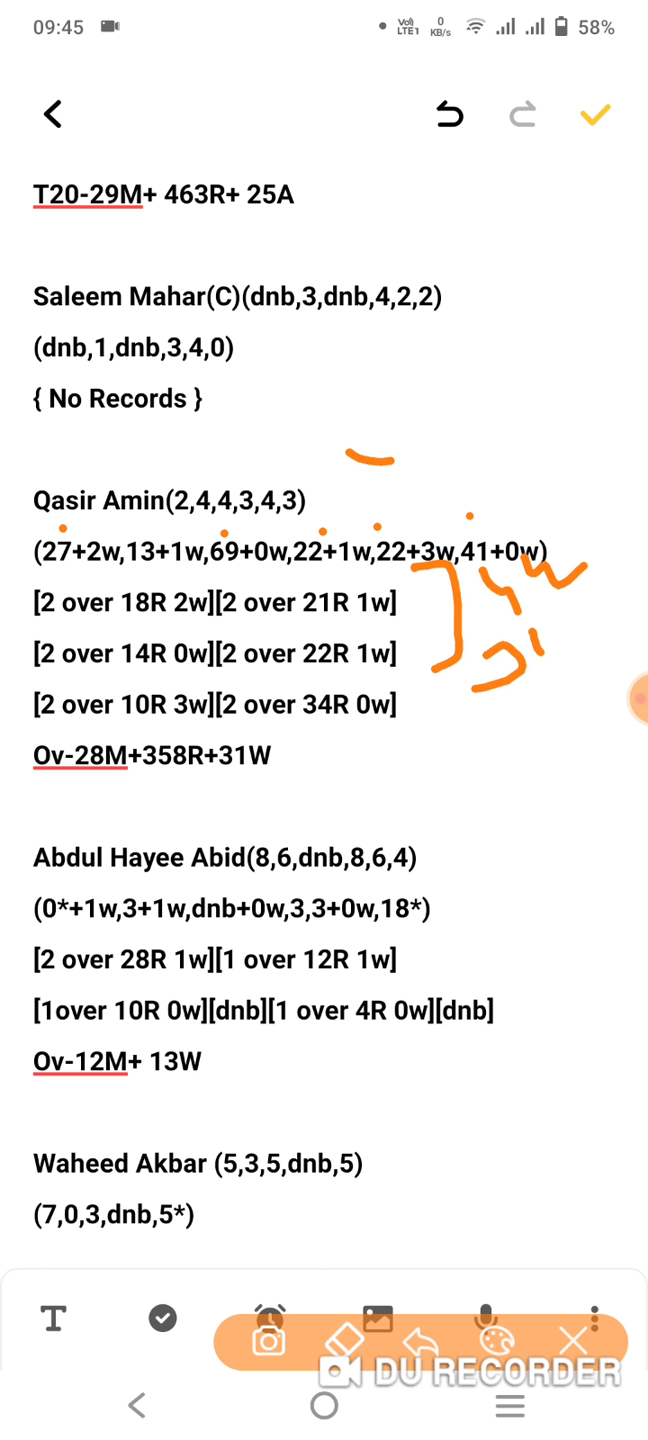 09:45
Vo) LTE1 0 KB/s 58%
T20-29M+ 463R+ 25A
Saleem Mahar(C)(dnb,3,dnb,4,2,2)
(dnb,1,dnb,3,4,0)
{ No Records }
Qasir Amin(2,4,4,3,4,3)
(27+2w,13+1w,69+0w,22+1w,22+3w,41+0w)
[2 over 18R 2w][2 over 21R 1w]
[2 over 14R 0w][2 over 22R 1w]
[2 over 10R 3w][2 over 34R 0w]
Ov-28M+358R+31W
Abdul Hayee Abid(8,6,dnb,8,6,4)
(0*+1w,3+1w,dnb+0w,3,3+0w,18*)
[2 over 28R 1w][1 over 12R 1w]
[1over 10R 0w][dnb][1 over 4R 0w][dnb]
Ov-12M+ 13W
Waheed Akbar (5,3,5,dnb,5)
(7,0,3,dnb,5*)
T
DU RECORDER